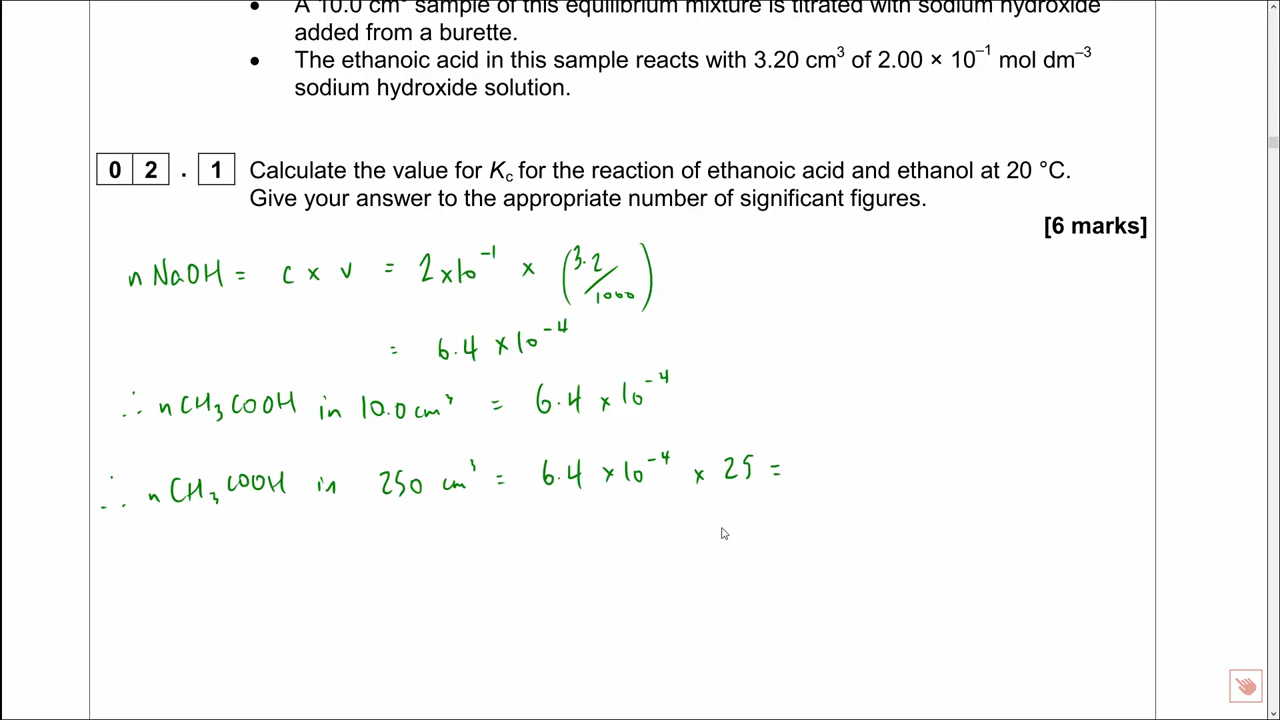 • A 10.0 cm³ sample of this equilibrium mixture is titrated with sodium hydroxide
added from a burette.
• The ethanoic acid in this sample reacts with 3.20 cm³ of 2.00 × 10⁻¹ mol dm⁻³
sodium hydroxide solution.
0 2 . 1 Calculate the value for Kc for the reaction of ethanoic acid and ethanol at 20 °C.
Give your answer to the appropriate number of significant figures.
[6 marks]
n NaOH = c × v = 2×10⁻¹ × (3.2/1000)
= 6.4 ×10⁻⁴
∴ nCH₃COOH in 10.0 cm³ = 6.4 ×10⁻⁴
∴ nCH₃COOH in 250 cm³ = 6.4 ×10⁻⁴ × 25 =